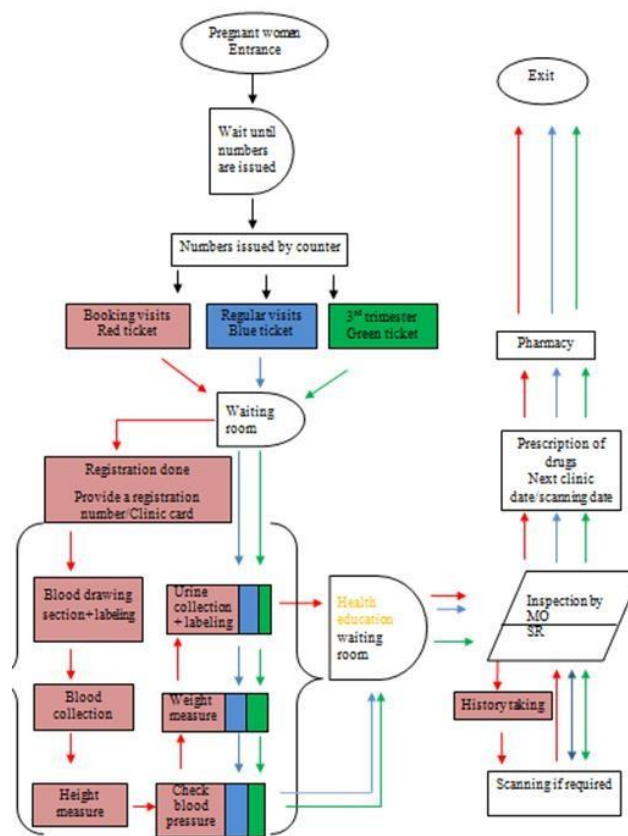 Pregnant women
Entrance
Wait until
numbers
are issued
Numbers issued by counter
Booking visits
Red ticket
Regular visits
Blue ticket
3rd trimester
Green ticket
Waiting
room
Registration done
Provide a registration
number/Clinic card
Blood drawing
section+ labeling
Blood
collection
Height
measure
Check
blood
pressure
Weight
measure
Urine
collection
+ labeling
Health
education
waiting
room
Inspection by
MO
SR
History taking
Scanning if required
Prescription of
drugs
Next clinic
date/scanning date
Pharmacy
Exit